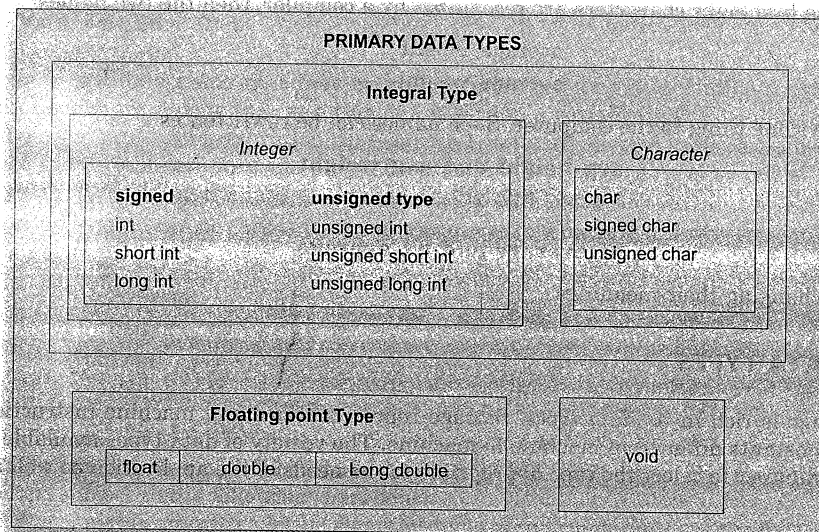 PRIMARY DATA TYPES
Integral Type
Integer
signed unsigned type
int unsigned int
short int unsigned short int
long int unsigned long int
Character
char
signed char
unsigned char
Floating point Type
float double Long double
void